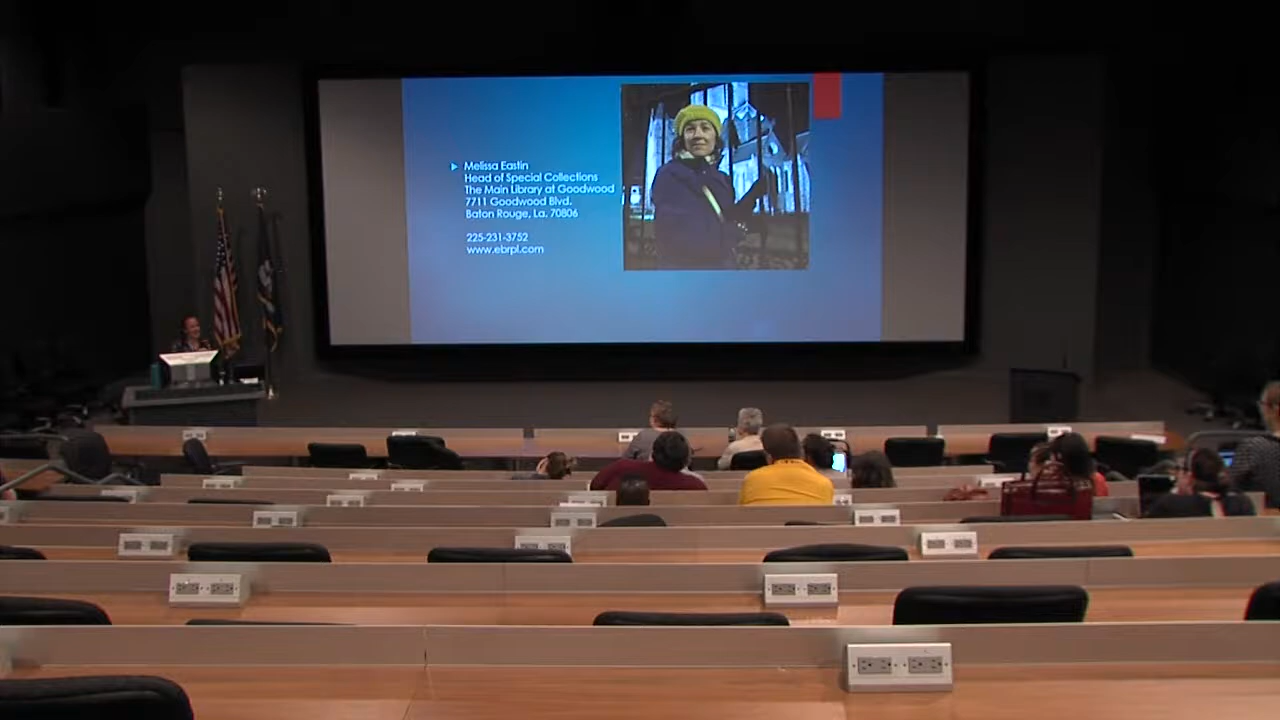 Melissa Eastin
Head of Special Collections
The Main Library at Goodwood
7711 Goodwood Blvd.
Baton Rouge, La. 70806
225-231-3752
www.ebrpl.com